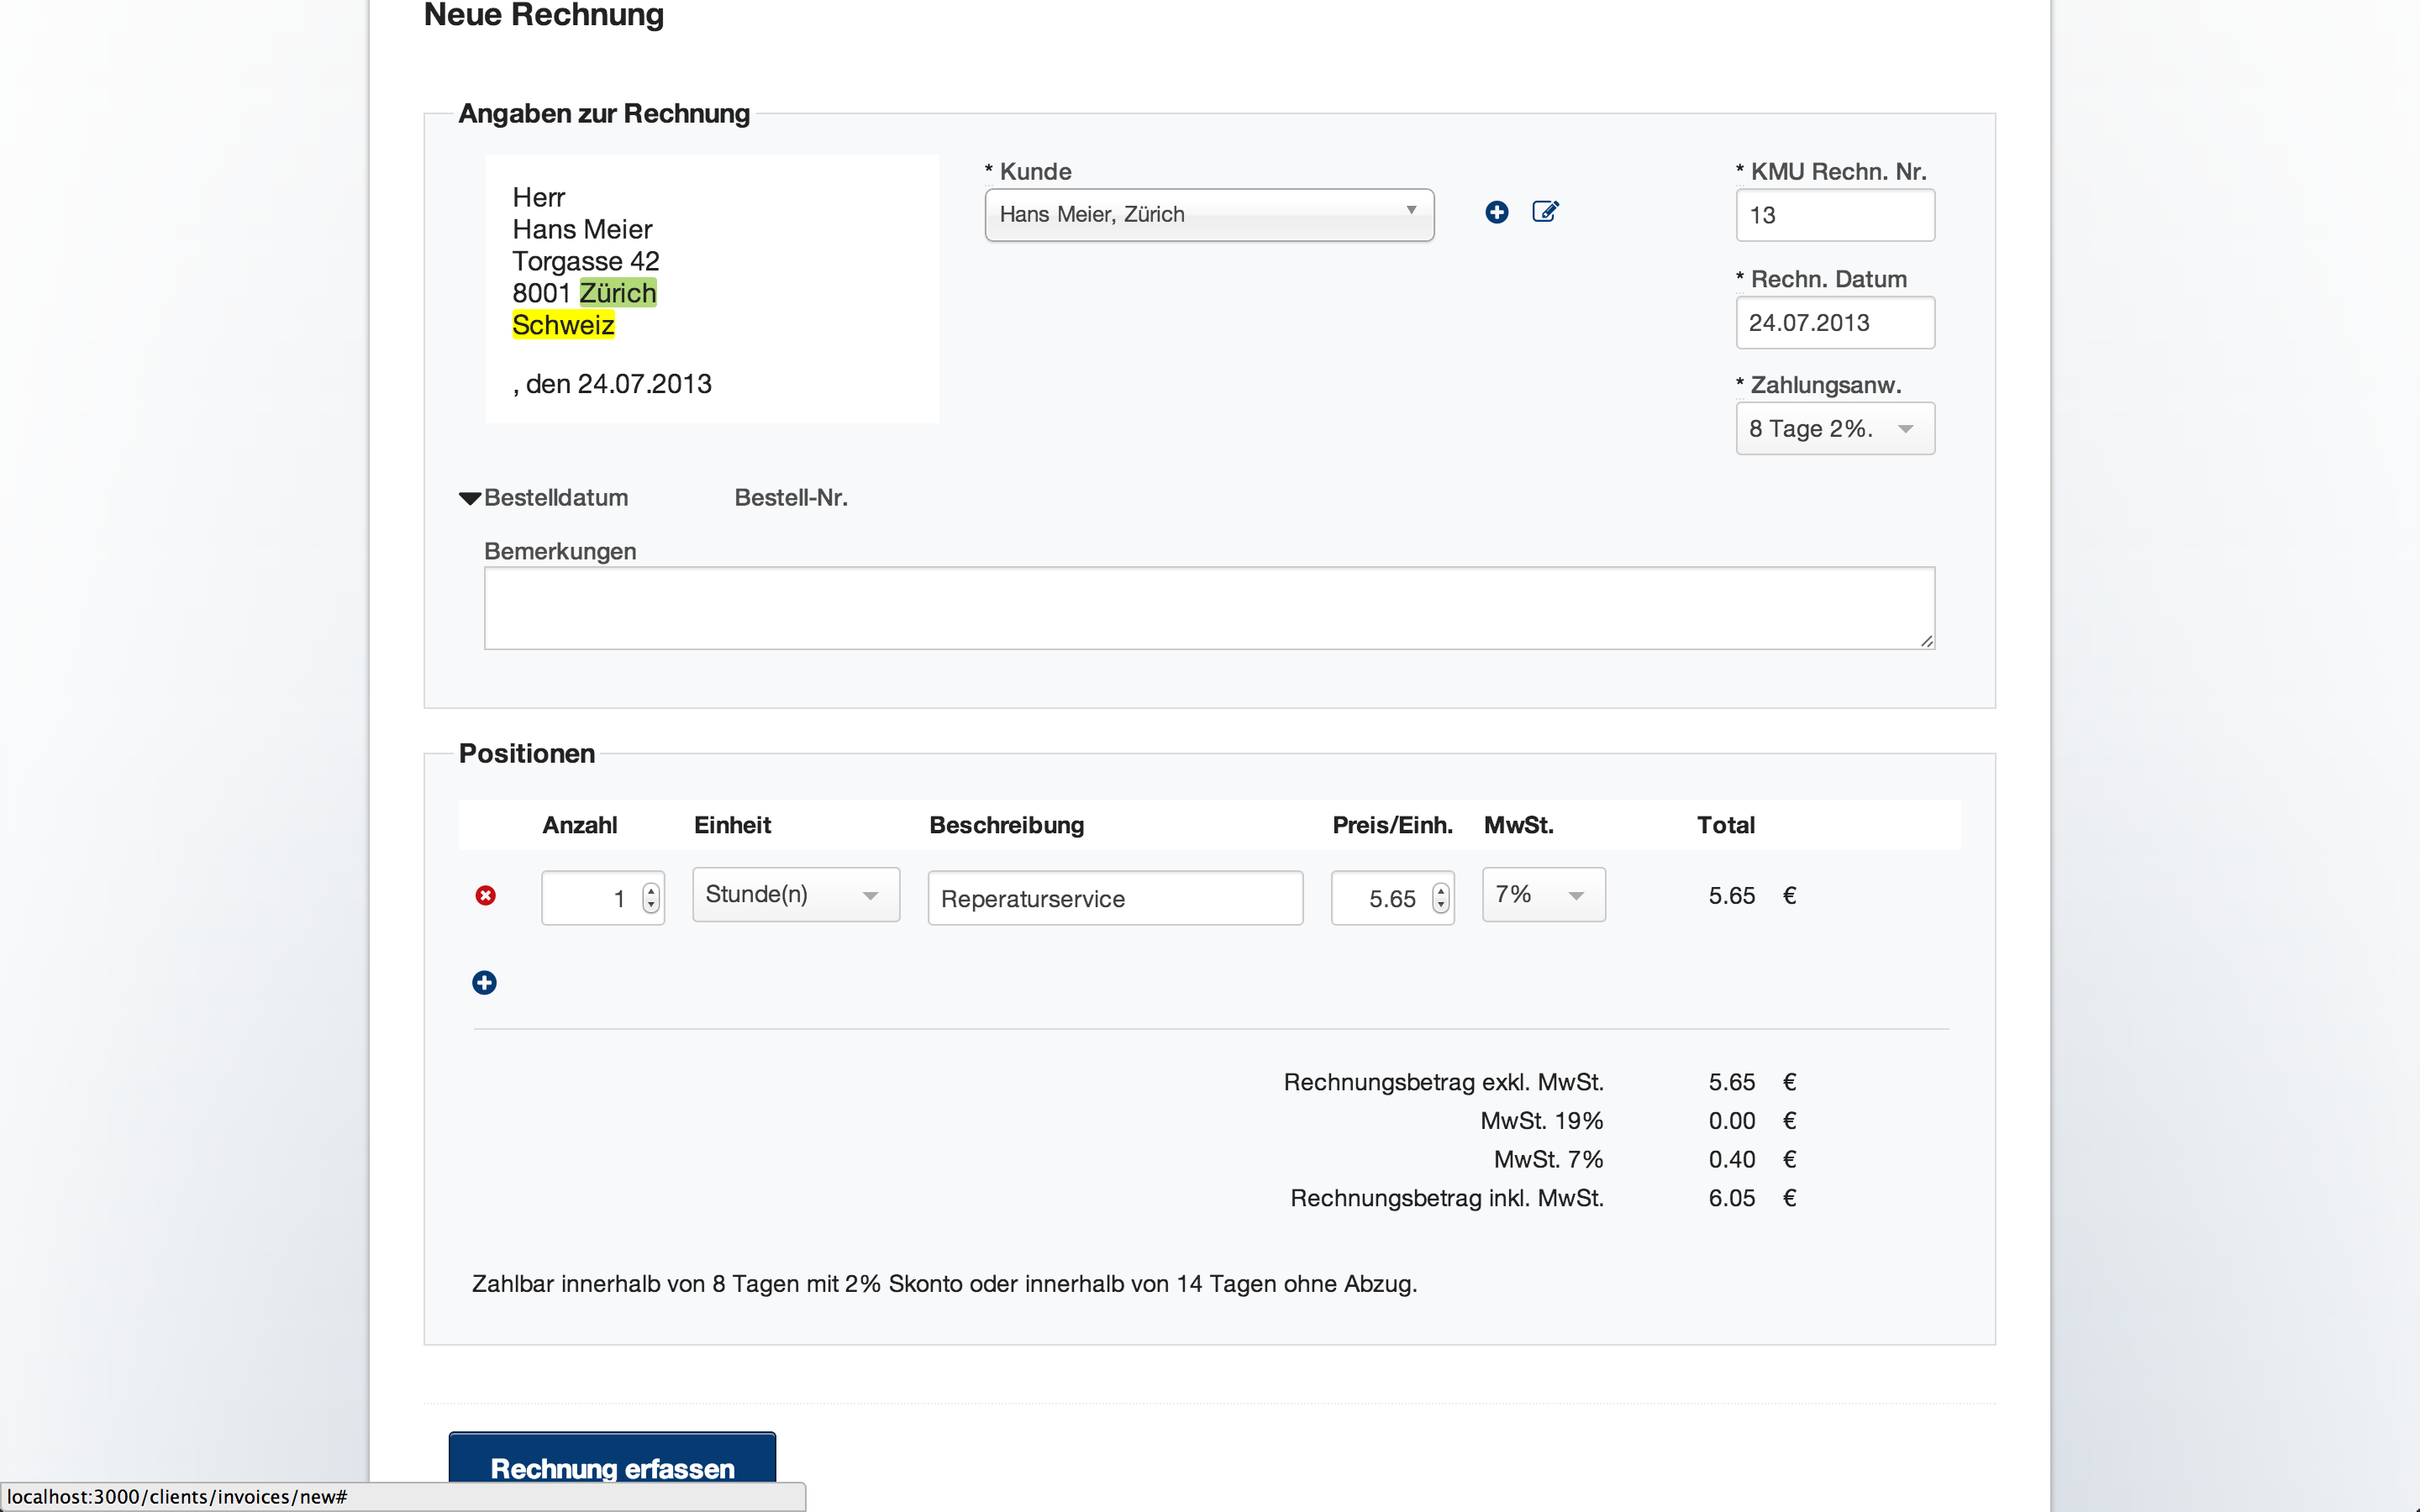 Neue Rechnung
Angaben zur Rechnung
Herr
Hans Meier
Torgasse 42
8001 Zürich
Schweiz
, den 24.07.2013
* Kunde
Hans Meier, Zürich
* KMU Rechn. Nr.
13
* Rechn. Datum
24.07.2013
* Zahlungsanw.
8 Tage 2%.
Bestelldatum Bestell-Nr.
Bemerkungen
Positionen
Anzahl Einheit Beschreibung Preis/Einh. MwSt. Total
1 Stunde(n) Reperaturservice 5.65 7% 5.65 €
Rechnungsbetrag exkl. MwSt. 5.65 €
MwSt. 19% 0.00 €
MwSt. 7% 0.40 €
Rechnungsbetrag inkl. MwSt. 6.05 €
Zahlbar innerhalb von 8 Tagen mit 2% Skonto oder innerhalb von 14 Tagen ohne Abzug.
Rechnung erfassen
localhost:3000/clients/invoices/new#